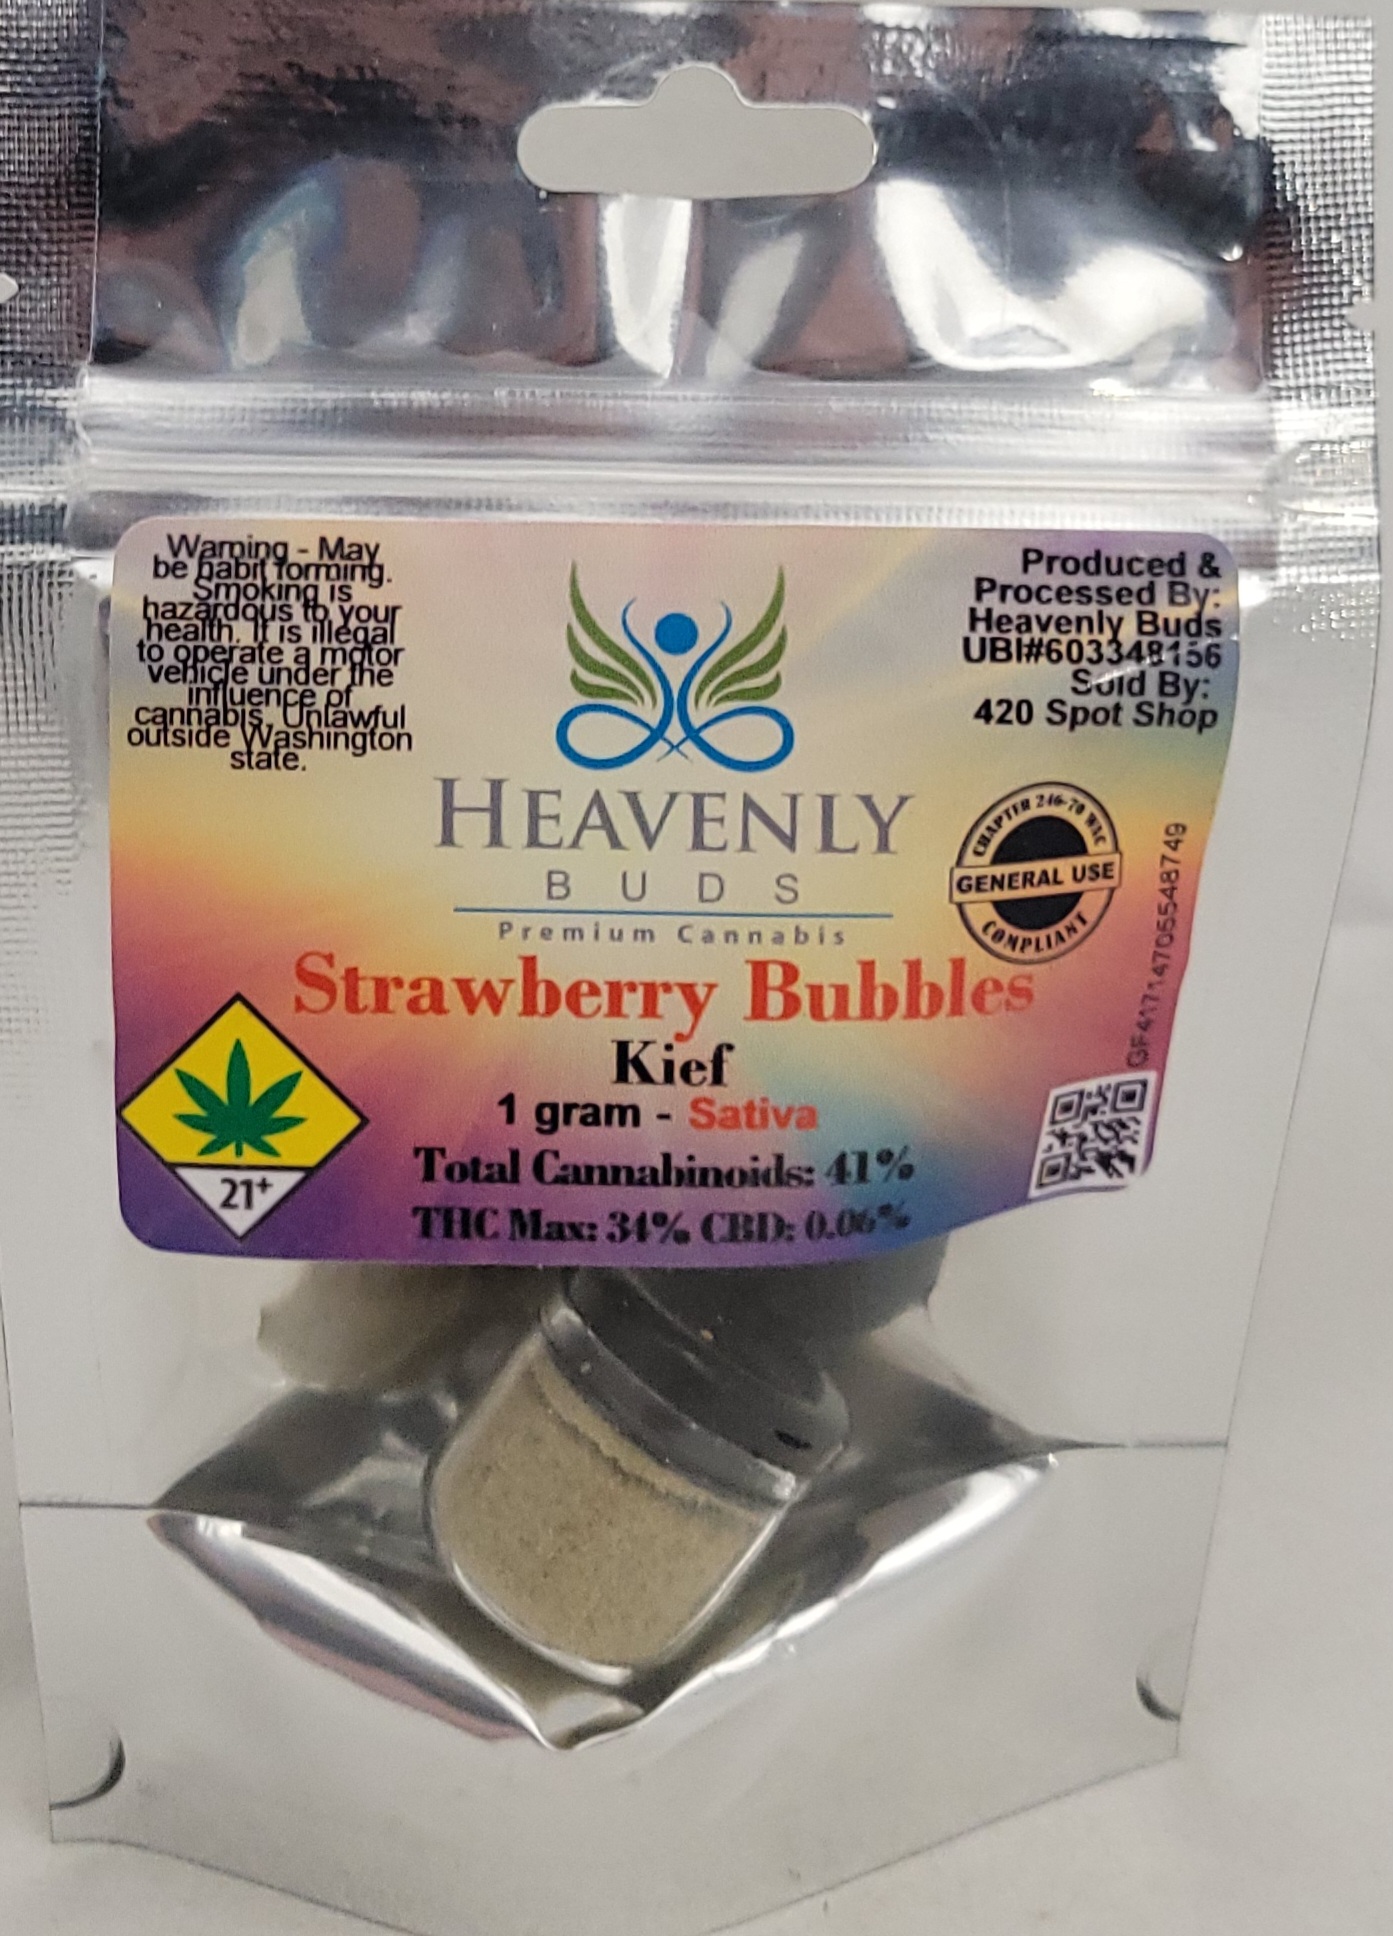 Warning - May
be habit forming.
Smoking is
hazardous to your
health. It is illegal
to operate a motor
vehicle under the
influence of
cannabis. Unlawful
outside Washington
state.
Produced &
Processed By:
Heavenly Buds
UBI#603348156
Sold By:
420 Spot Shop
HEAVENLY
BUDS
Premium Cannabis
CHAPTER 246-70 WAC
GENERAL USE
COMPLIANT
GF4171470554 8749
Strawberry Bubbles
Kief
1 gram - Sativa
Total Cannabinoids: 41%
THC Max: 34% CBD: 0.06%
21+